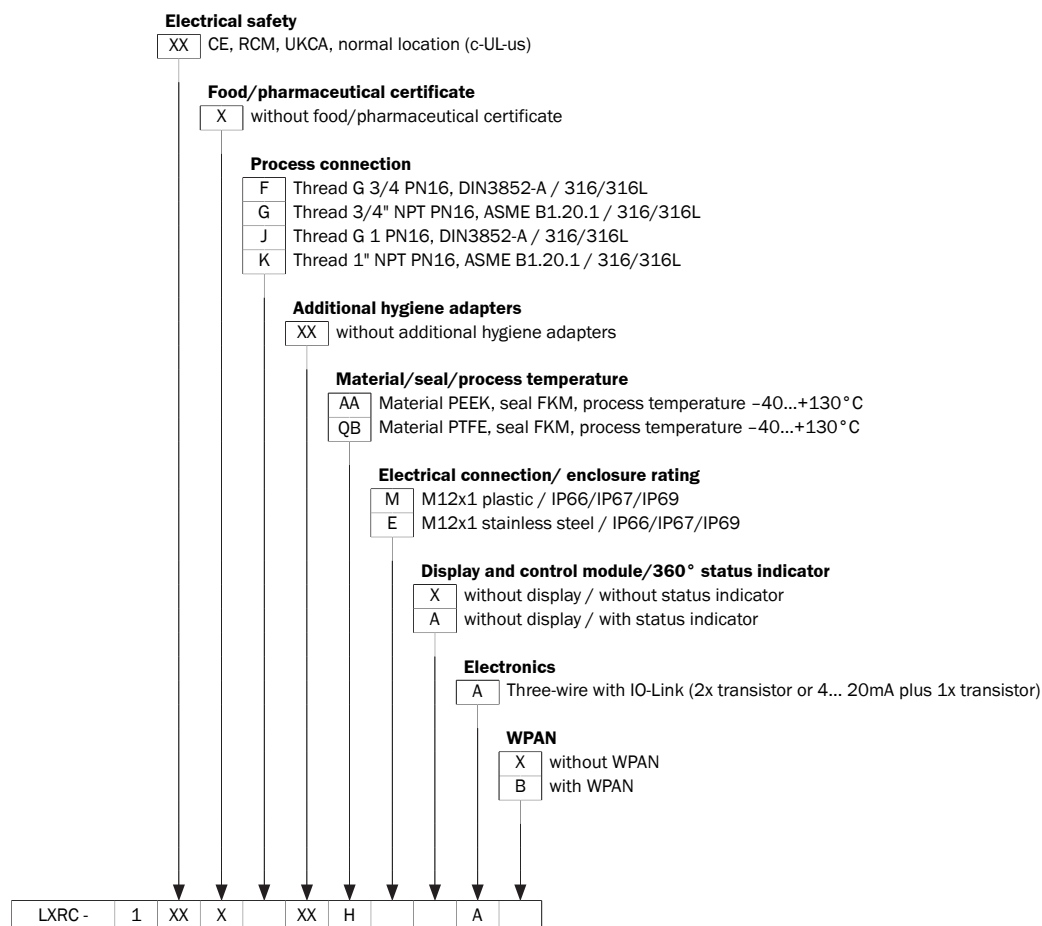 Electrical safety
XX CE, RCM, UKCA, normal location (c-UL-us)
Food/pharmaceutical certificate
X without food/pharmaceutical certificate
Process connection
F Thread G 3/4 PN16, DIN3852-A / 316/316L
G Thread 3/4" NPT PN16, ASME B1.20.1 / 316/316L
J Thread G 1 PN16, DIN3852-A / 316/316L
K Thread 1" NPT PN16, ASME B1.20.1 / 316/316L
Additional hygiene adapters
XX without additional hygiene adapters
Material/seal/process temperature
AA Material PEEK, seal FKM, process temperature –40...+130°C
QB Material PTFE, seal FKM, process temperature –40...+130°C
Electrical connection/ enclosure rating
M M12x1 plastic / IP66/IP67/IP69
E M12x1 stainless steel / IP66/IP67/IP69
Display and control module/360° status indicator
X without display / without status indicator
A without display / with status indicator
Electronics
A Three-wire with IO-Link (2x transistor or 4... 20mA plus 1x transistor)
WPAN
X without WPAN
B with WPAN
LXRC - 1 XX X XX H A